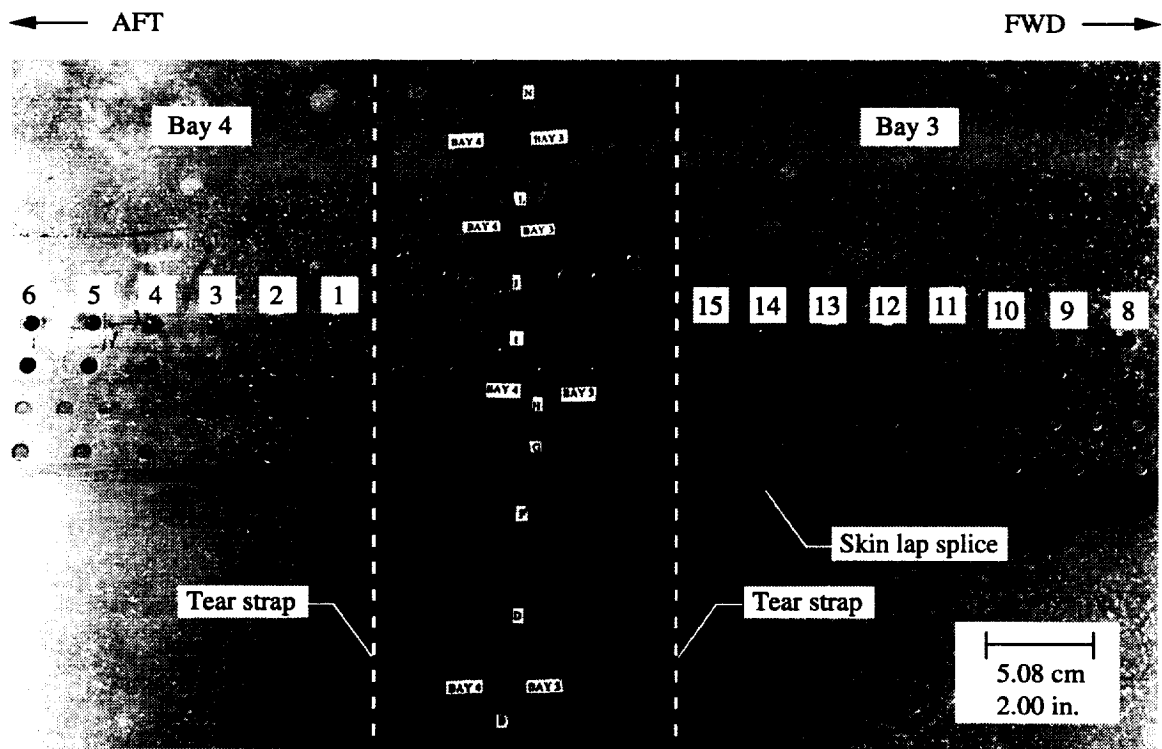 AFT
FWD
N
Bay 4
Bay 3
BAY 4
BAY 3
L
BAY 4
BAY 3
J
6 5 4 3 2 1
15 14 13 12 11 10 9 8
I
BAY 4
BAY 3
H
G
F
Skin lap splice
Tear strap
Tear strap
D
5.08 cm
2.00 in.
BAY 4
BAY 3
D